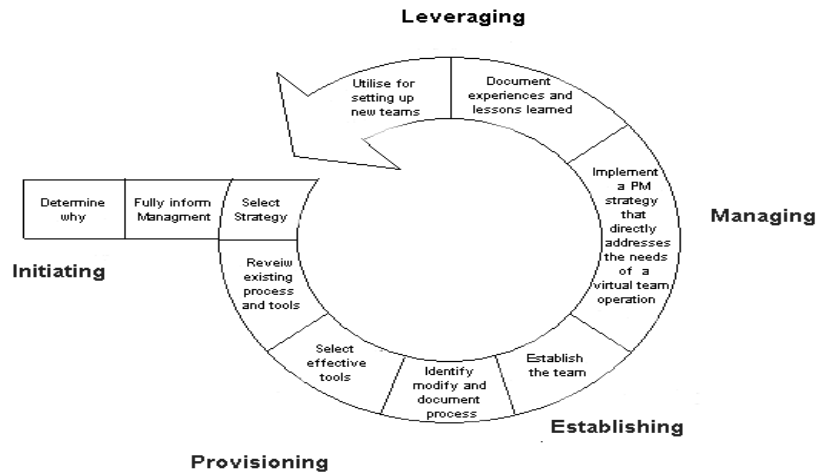 Leveraging
Utilise for
setting up
new teams
Document
experiences and
lessons learned
Implement
a PM
strategy
that
directly
addresses
the needs
of a
virtual team
operation
Managing
Determine
why
Fully inform
Managment
Select
Strategy
Initiating
Reveiw
existing
process
and tools
Select
effective
tools
Identify
modify and
document
process
Establish
the team
Establishing
Provisioning